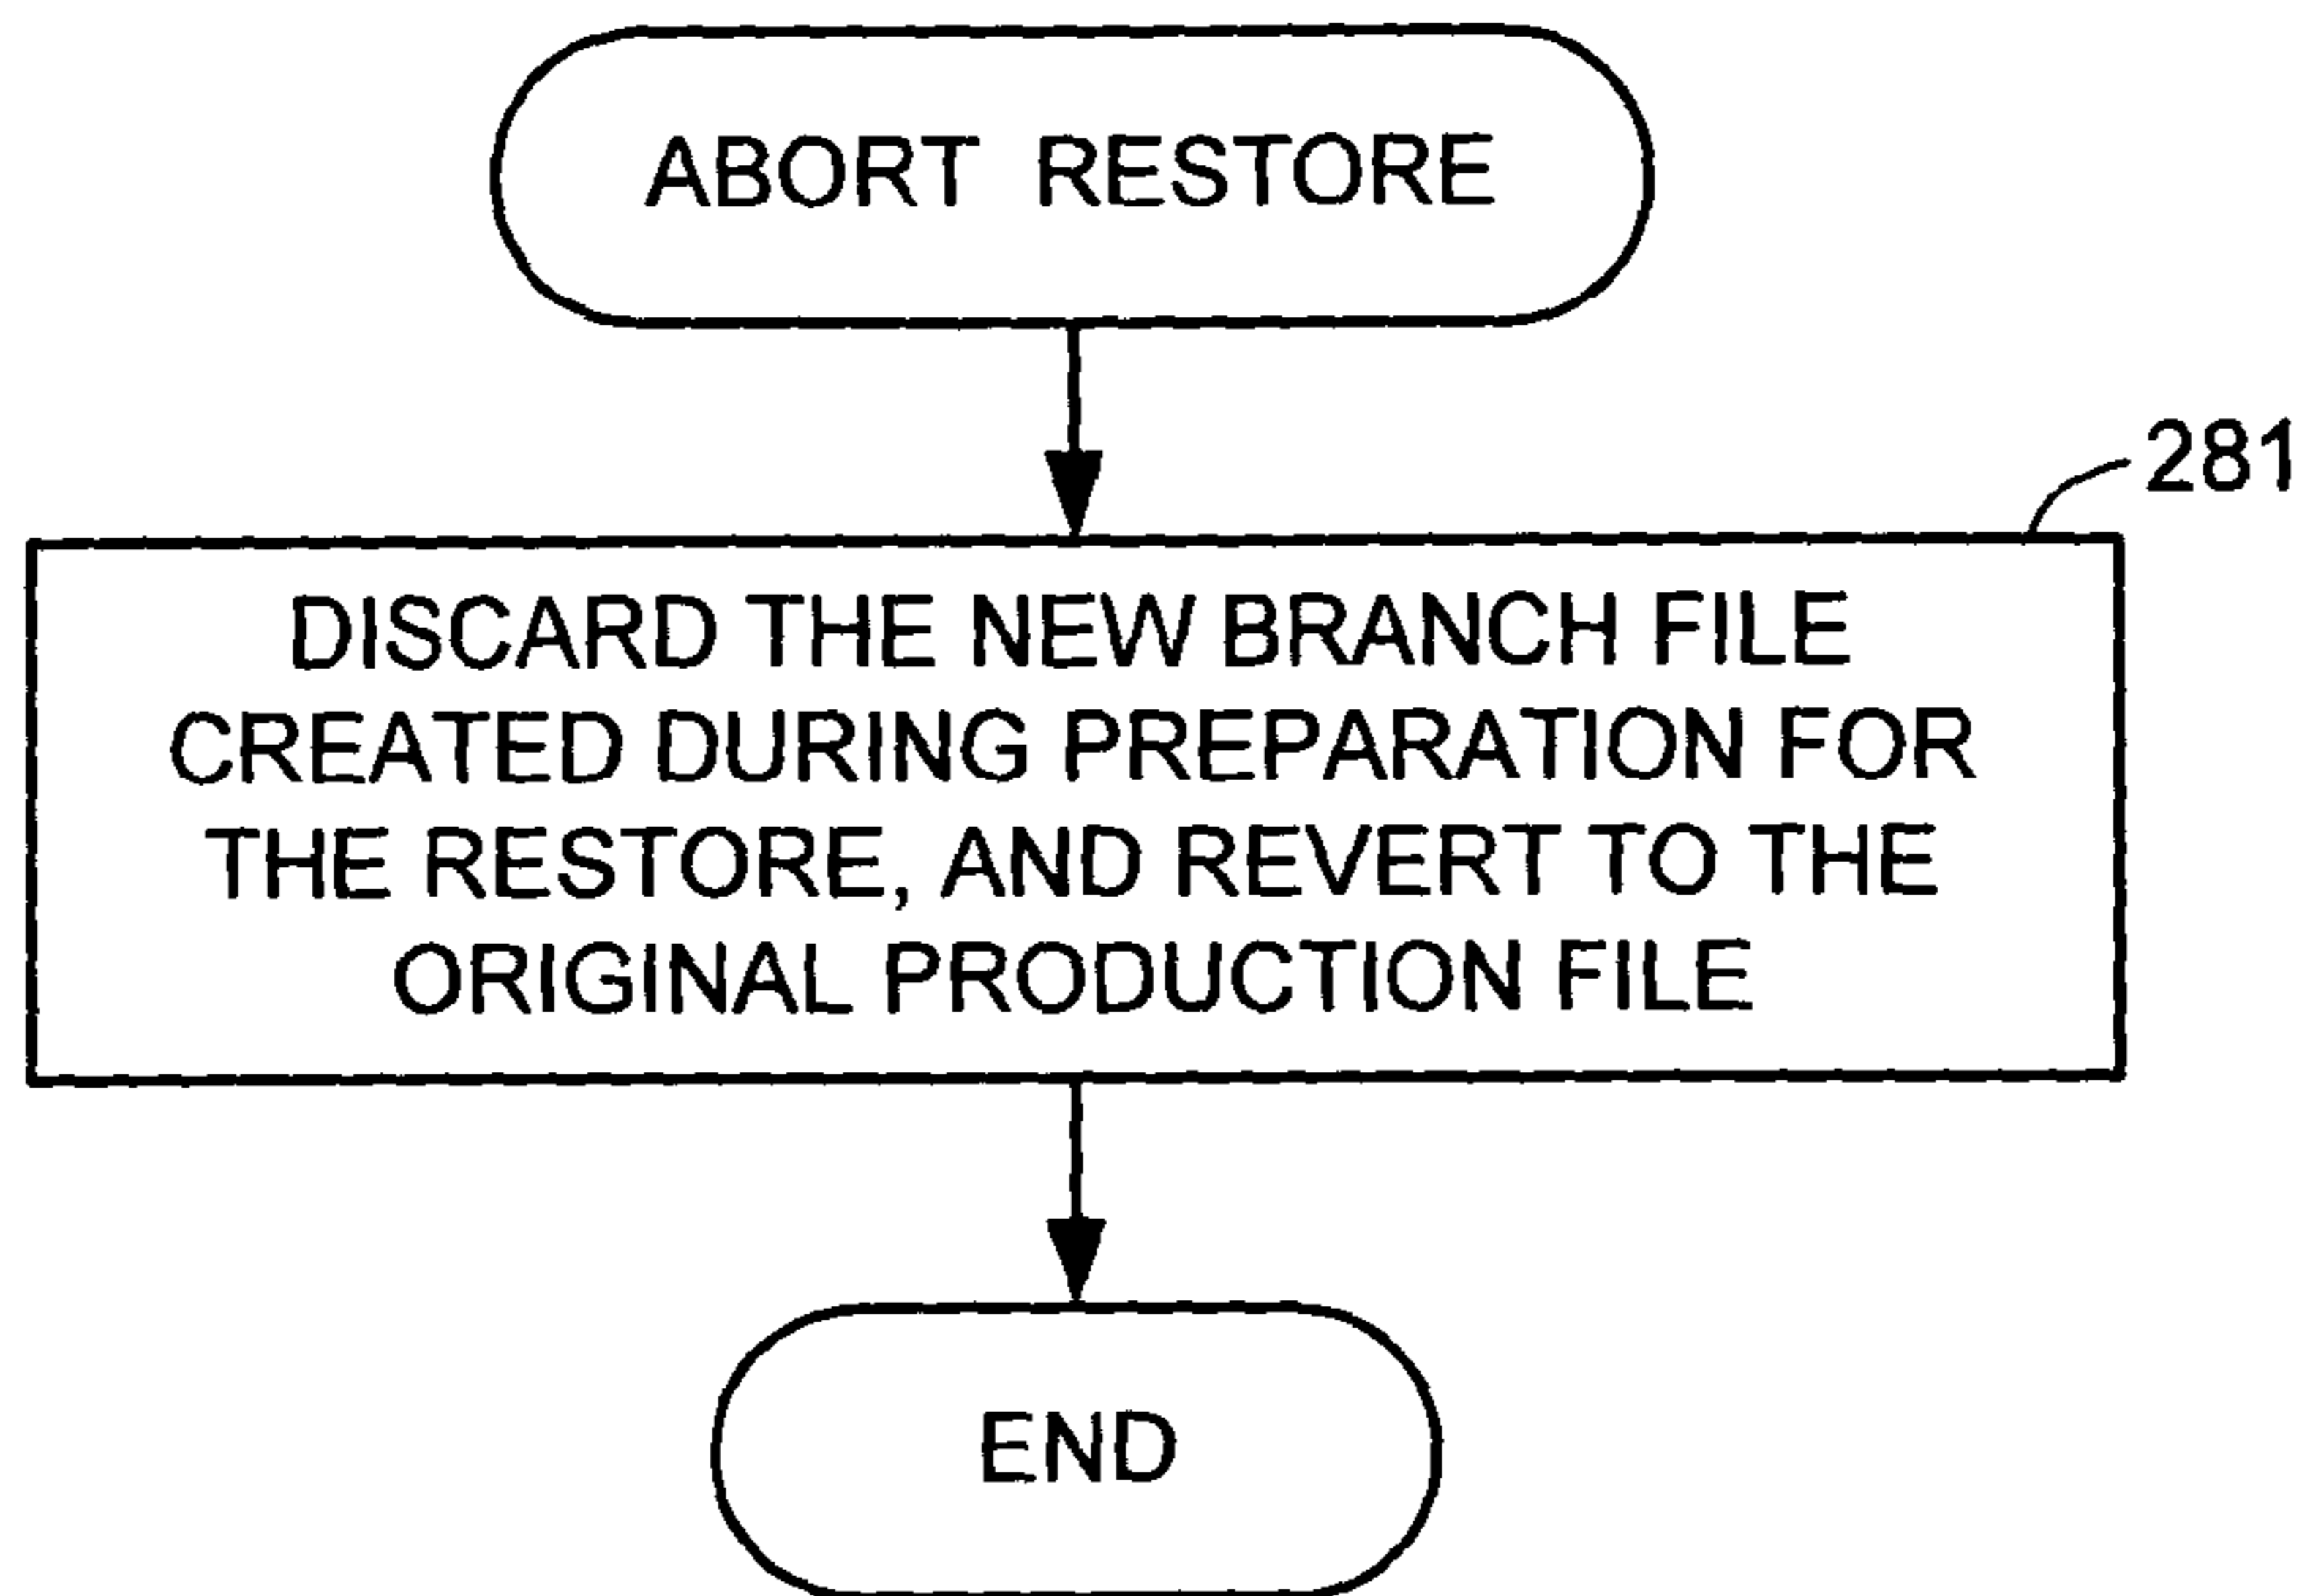 ABORT RESTORE
281
DISCARD THE NEW BRANCH FILE
CREATED DURING PREPARATION FOR
THE RESTORE, AND REVERT TO THE
ORIGINAL PRODUCTION FILE
END